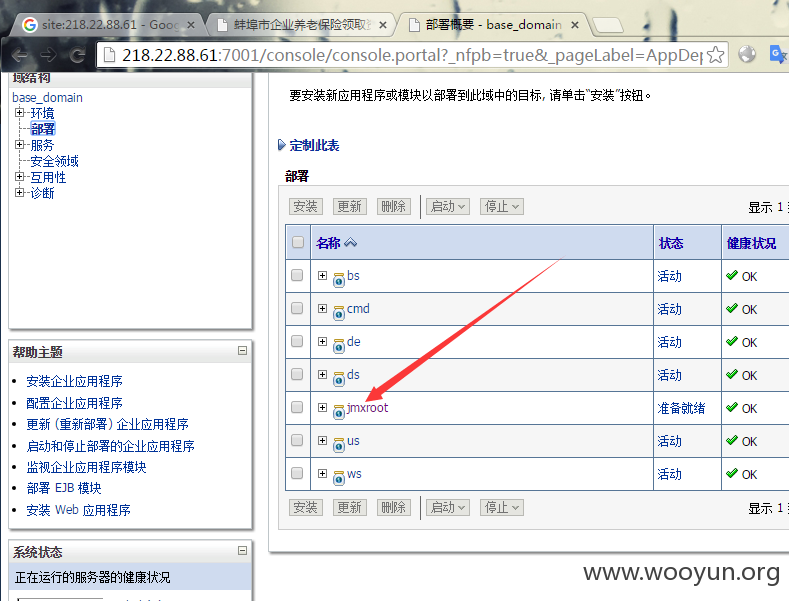 site:218.22.88.61 - Goog
蚌埠市企业养老保险领取资
部署概要 - base_domain
218.22.88.61:7001/console/console.portal?_nfpb=true&_pageLabel=AppDep
域结构
base_domain
环境
部署
服务
安全领域
互用性
诊断
帮助主题
安装企业应用程序
配置企业应用程序
更新 (重新部署) 企业应用程序
启动和停止部署的企业应用程序
监视企业应用程序模块
部署 EJB 模块
安装 Web 应用程序
系统状态
正在运行的服务器的健康状况
要安装新应用程序或模块以部署到此域中的目标, 请单击“安装”按钮。
定制此表
部署
安装 更新 删除 启动 停止 显示 1
名称 状态 健康状况
bs 活动 OK
cmd 活动 OK
de 活动 OK
ds 活动 OK
jmxroot 准备就绪 OK
us 活动 OK
ws 活动 OK
安装 更新 删除 启动 停止 显示 1
www.wooyun.org